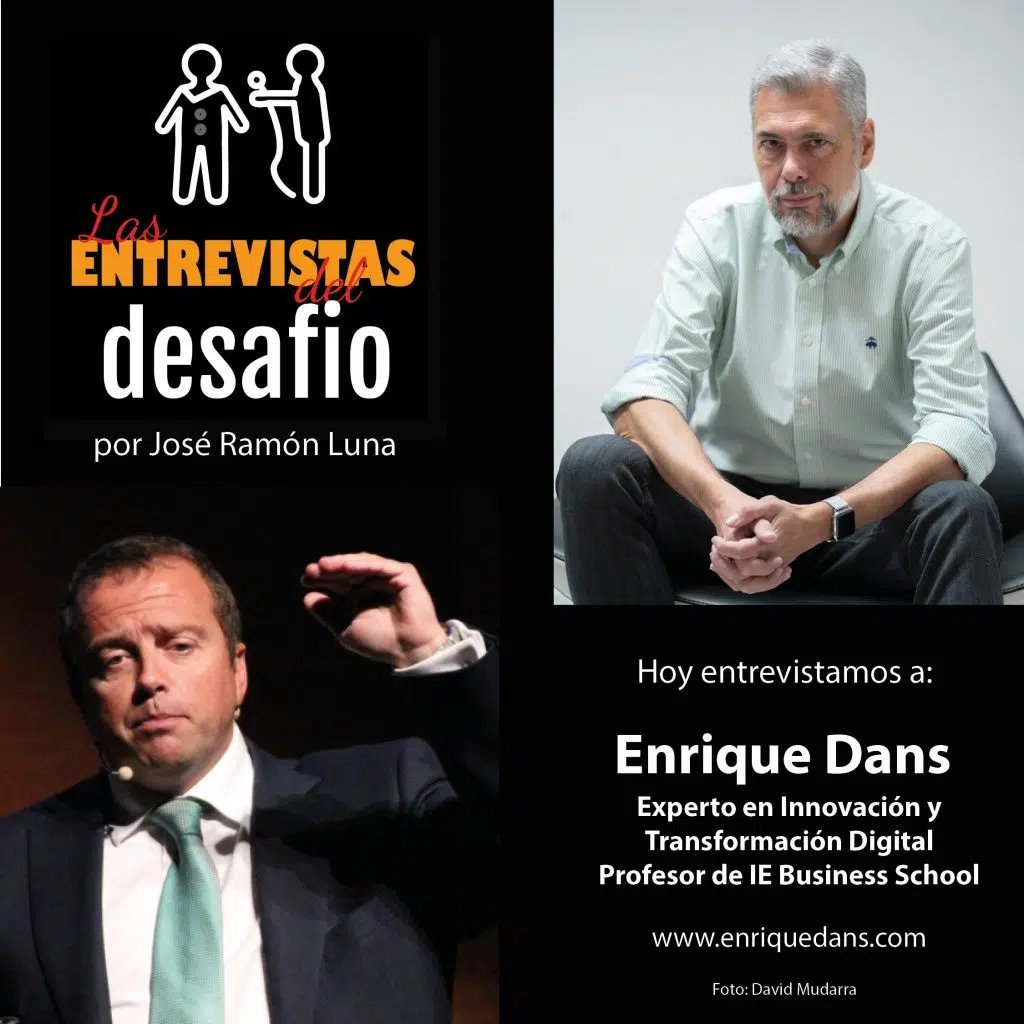 Las
ENTREVISTAS
del
desafio
por José Ramón Luna
Hoy entrevistamos a:
Enrique Dans
Experto en Innovación y
Transformación Digital
Profesor de IE Business School
www.enriquedans.com
Foto: David Mudarra